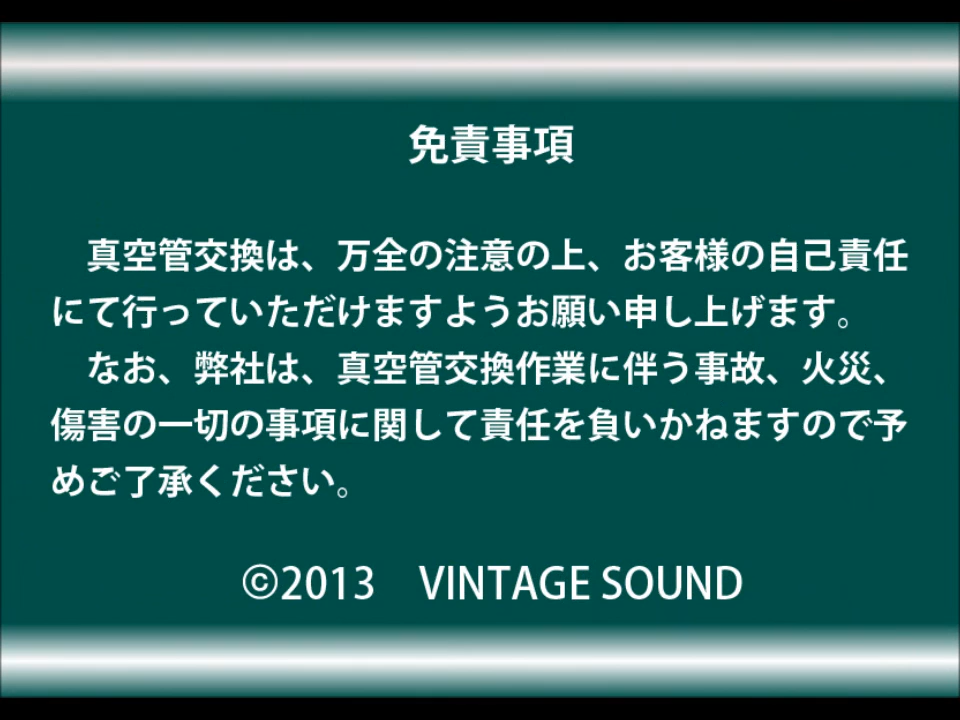 免責事項
　真空管交換は、万全の注意の上、お客様の自己責任
にて行っていただけますようお願い申し上げます。
　なお、弊社は、真空管交換作業に伴う事故、火災、
傷害の一切の事項に関して責任を負いかねますので予
めご了承ください。
©2013　VINTAGE SOUND